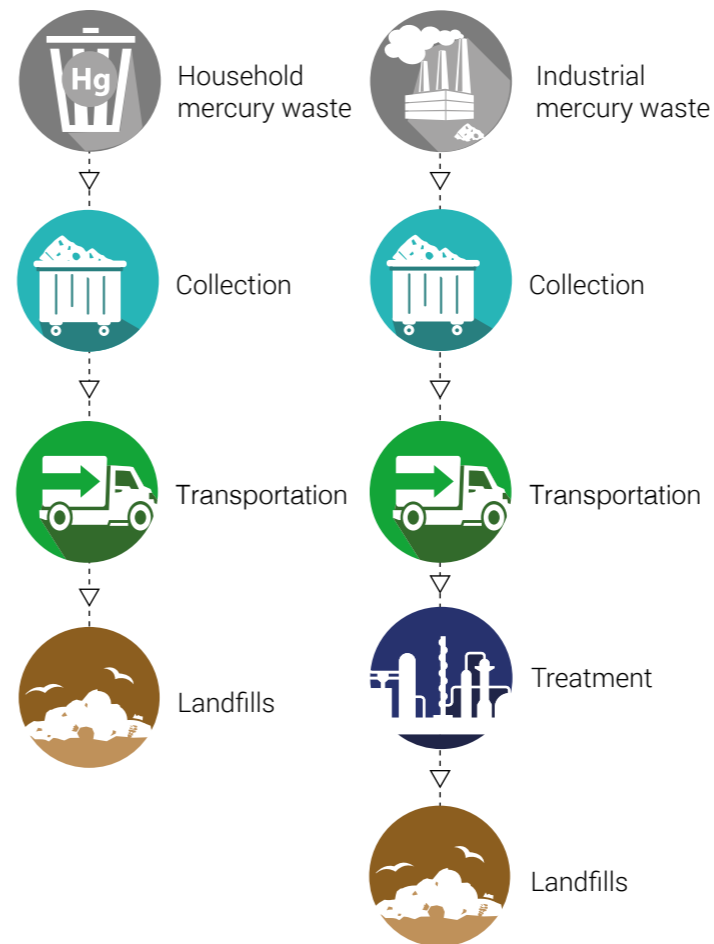 Hg
Household
mercury waste
Industrial
mercury waste
Collection
Collection
Transportation
Transportation
Landfills
Treatment
Landfills